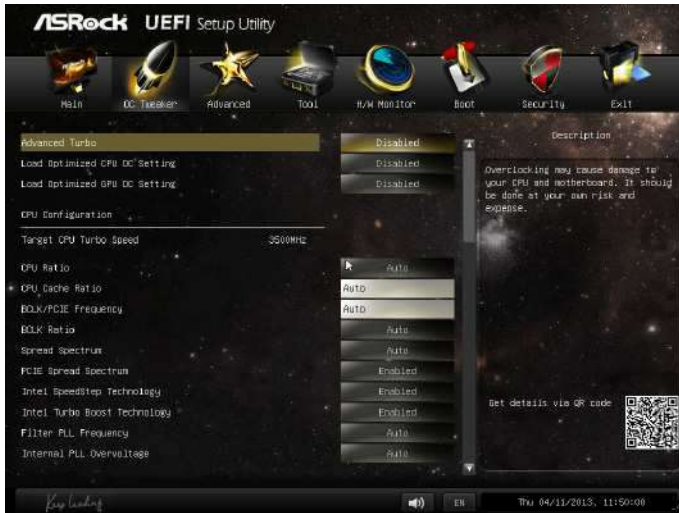 ASRock UEFI Setup Utility
Main OC Tweaker Advanced Tool H/W Monitor Boot Security Exit
Advanced Turbo Disabled
Load Optimized CPU OC Setting Disabled
Load Optimized GPU OC Setting Disabled
CPU Configuration
Target CPU Turbo Speed 3500MHz
CPU Ratio Auto
CPU Cache Ratio Auto
BCLK/PCIE Frequency Auto
BCLK Ratio Auto
Spread Spectrum Auto
PCIE Spread Spectrum Enabled
Intel SpeedStep Technology Enabled
Intel Turbo Boost Technology Enabled
Filter PLL Frequency Auto
Internal PLL Overvoltage Auto
Description
Overclocking may cause damage to
your CPU and motherboard. It should
be done at your own risk and
expense.
Get details via QR code
Keep Leading
EN
Thu 04/11/2013, 11:50:00